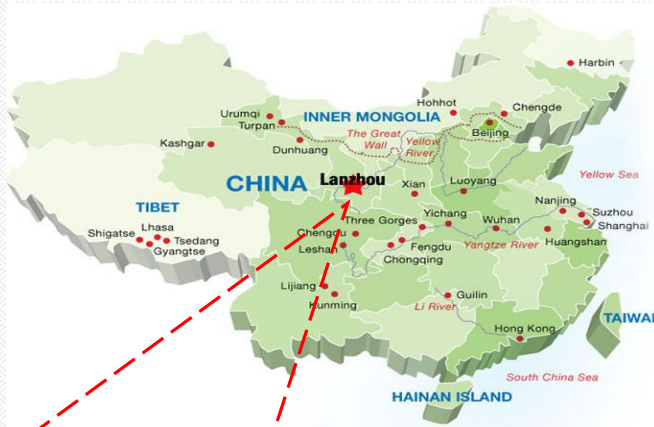 Harbin
Urumqi
Turpan
INNER MONGOLIA
Hohhot
Chengde
The Great
Wall
Yellow
River
Beijing
Kashgar
Dunhuang
CHINA
Lanzhou
Xian
Luoyang
Yellow Sea
TIBET
Shigatse
Lhasa
Tsedang
Gyangtse
Chengdu
Leshan
Three Gorges
Yichang
Wuhan
Nanjing
Suzhou
Shanghai
Fengdu
Chongqing
Yangtze River
Huangshan
Lijiang
Kunming
Guilin
Li River
TAIWA
Hong Kong
South China Sea
HAINAN ISLAND